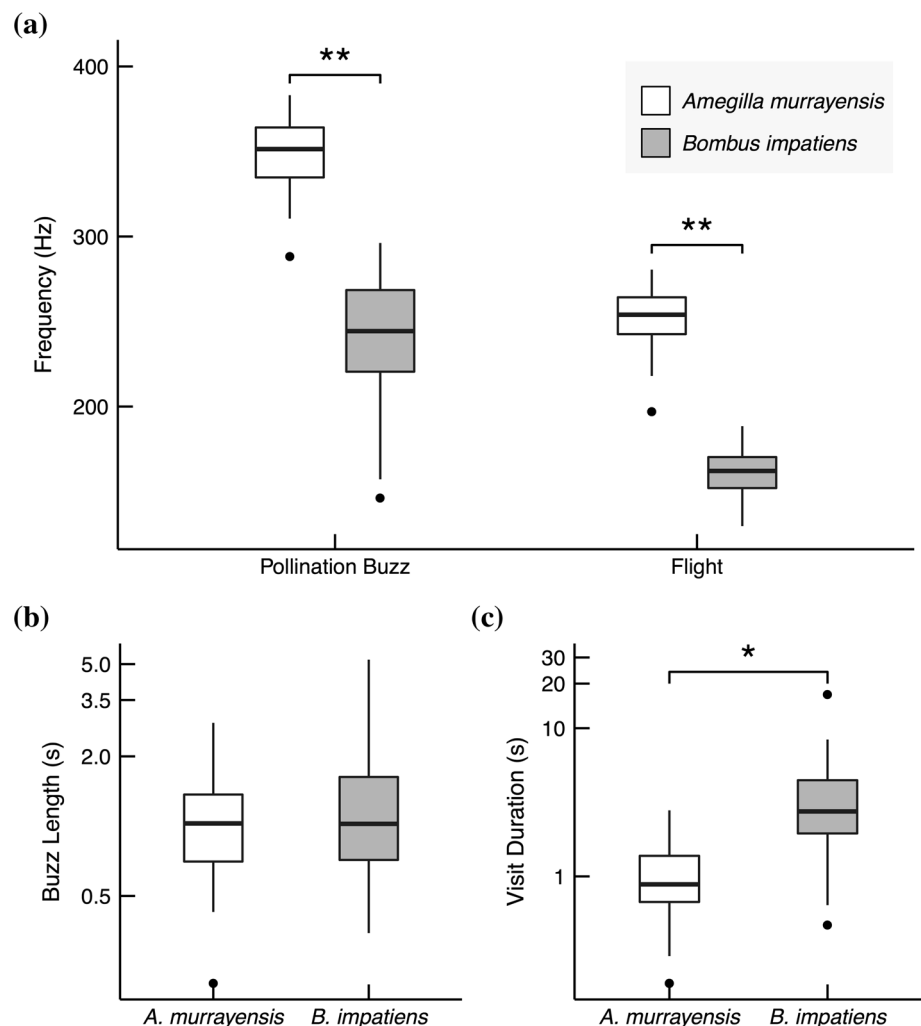 (a)
400
300
200
Frequency (Hz)
**
**
Amegilla murrayensis
Bombus impatiens
Pollination Buzz
Flight
(b)
5.0
3.5
2.0
0.5
Buzz Length (s)
A. murrayensis
B. impatiens
(c)
30
20
10
1
Visit Duration (s)
*
A. murrayensis
B. impatiens